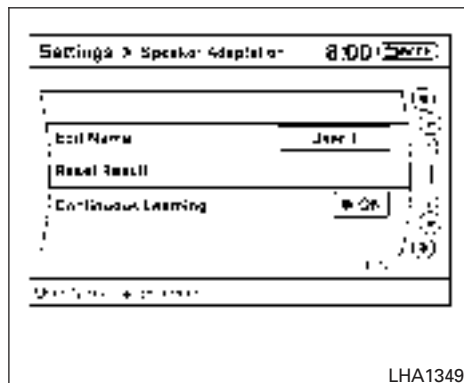 Settings > Speaker Adaptation 8:00
Edit Name User 1
Reset Result
Continuous Learning ON
LHA1349